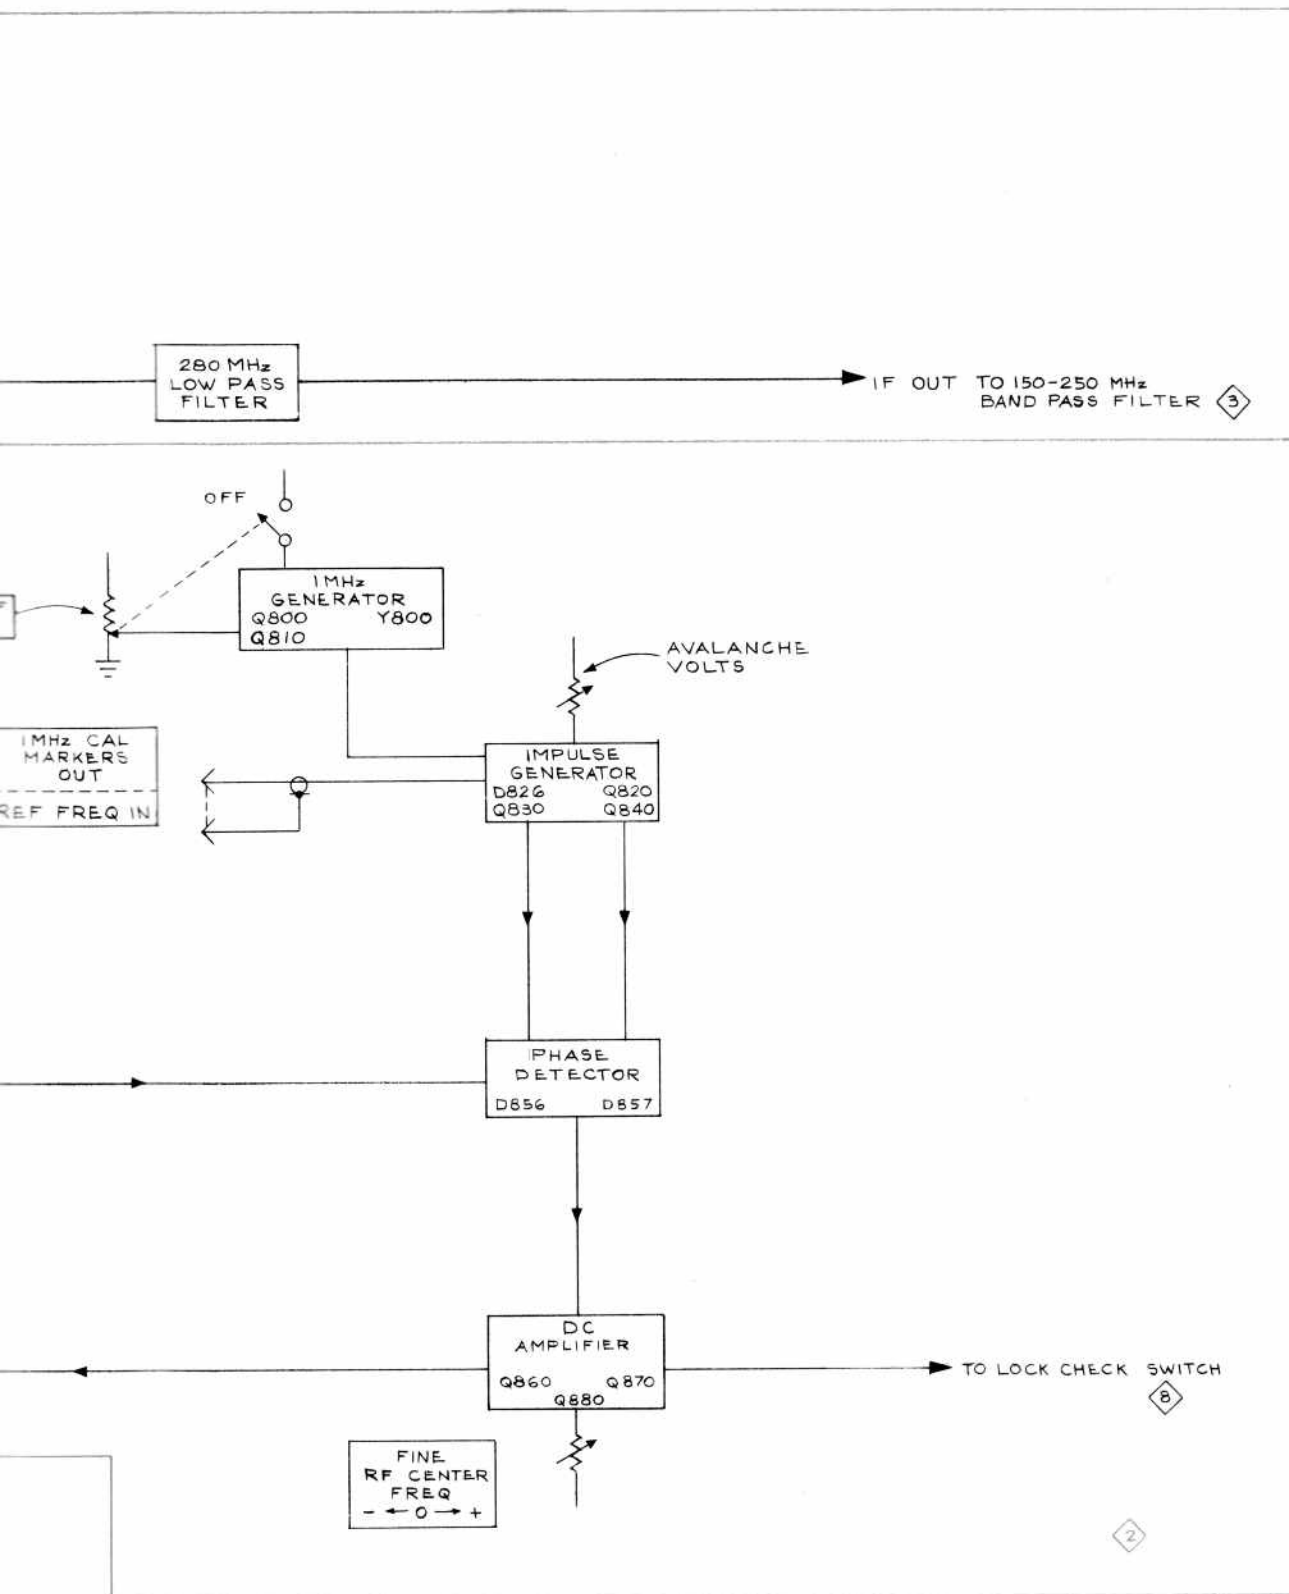 280 MHz
LOW PASS
FILTER
IF OUT TO 150-250 MHz
BAND PASS FILTER 3
OFF
1MHz
GENERATOR
Q800 Y800
Q810
AVALANCHE
VOLTS
1MHz CAL
MARKERS
OUT
REF FREQ IN
IMPULSE
GENERATOR
D826 Q820
Q830 Q840
PHASE
DETECTOR
D856 D857
DC
AMPLIFIER
Q860 Q870
Q880
TO LOCK CHECK SWITCH
8
FINE
RF CENTER
FREQ
- ← 0 → +
2